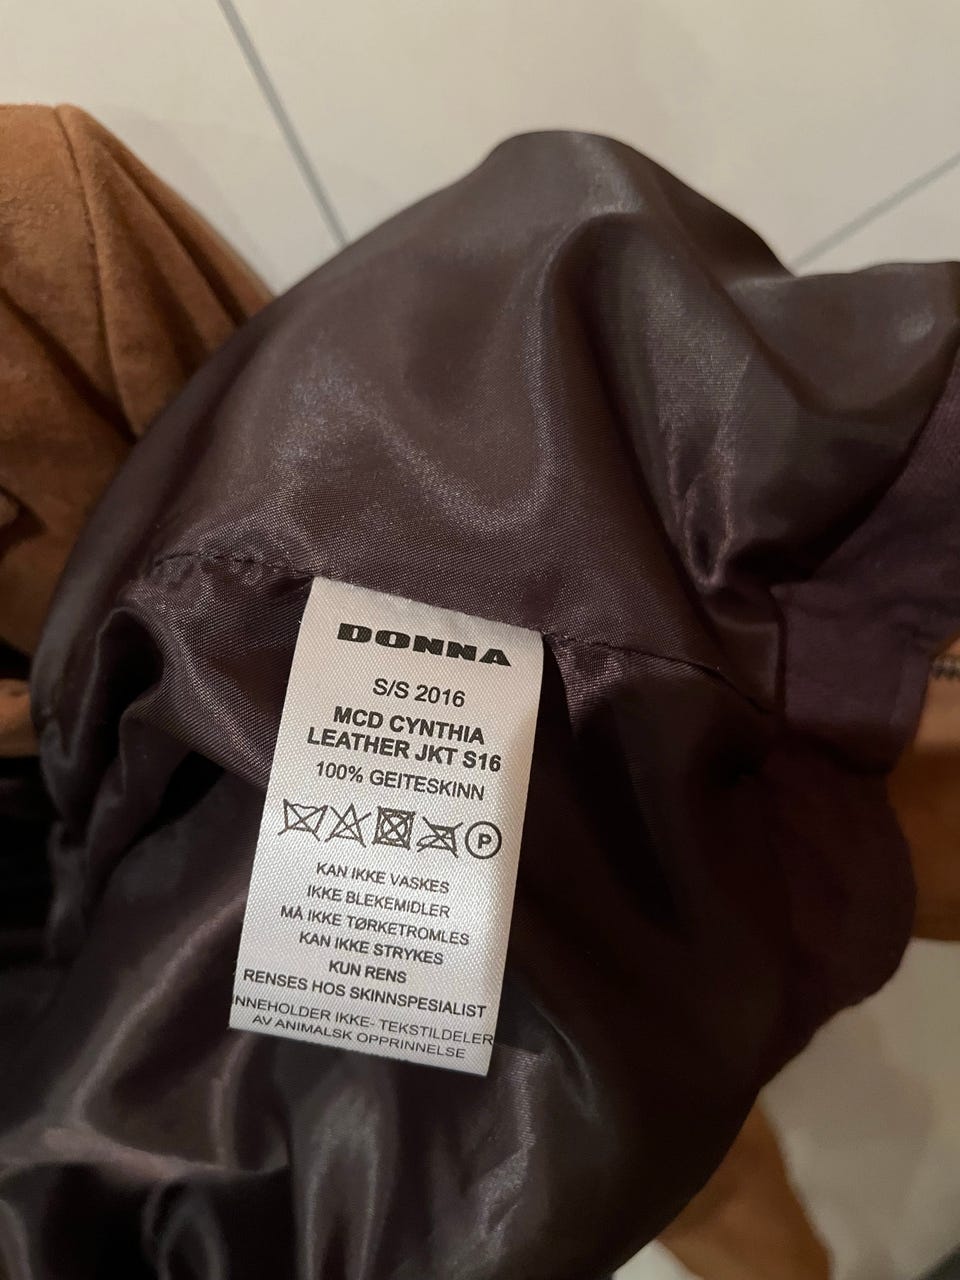 DONNA
S/S 2016
MCD CYNTHIA
LEATHER JKT S16
100% GEITESKINN
P
KAN IKKE VASKES
IKKE BLEKEMIDLER
MÅ IKKE TØRKETROMLES
KAN IKKE STRYKES
KUN RENS
RENSES HOS SKINNSPESIALIST
INNEHOLDER IKKE- TEKSTILDELER
AV ANIMALSK OPPRINNELSE